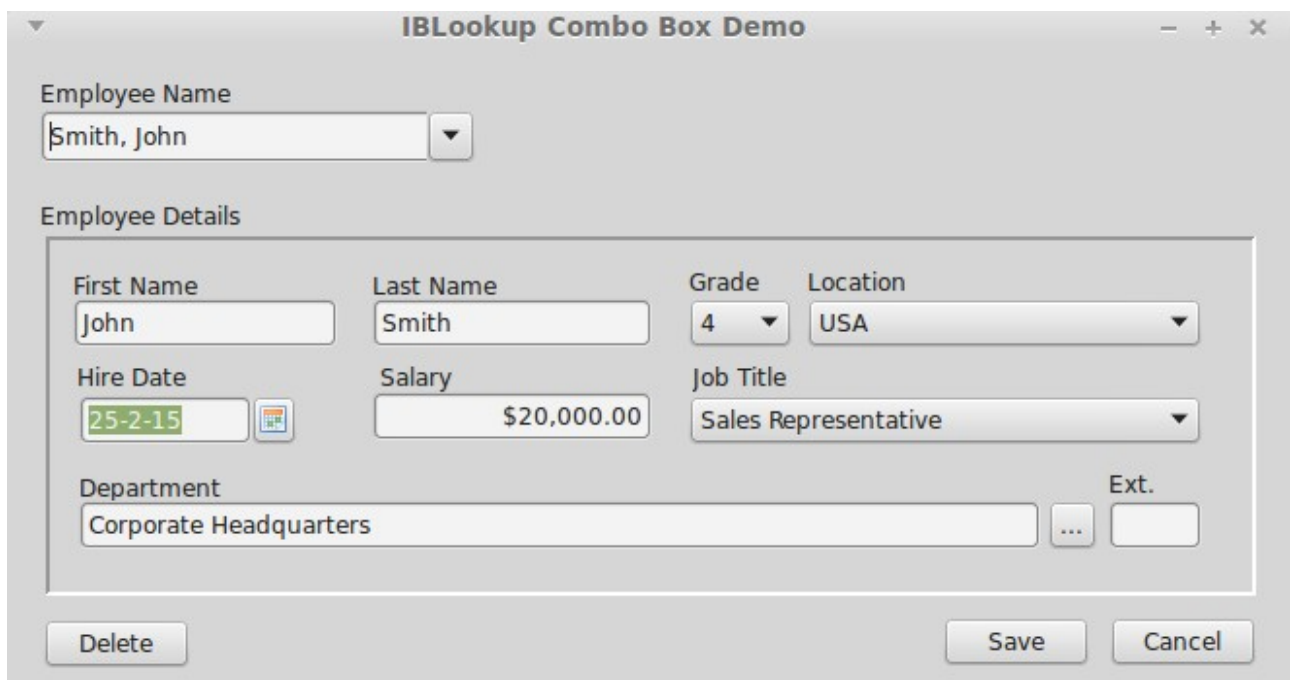 IBLookup Combo Box Demo
Employee Name
Smith, John
Employee Details
First Name Last Name Grade Location
John Smith 4 USA
Hire Date Salary Job Title
25-2-15 $20,000.00 Sales Representative
Department Ext.
Corporate Headquarters ...
Delete Save Cancel